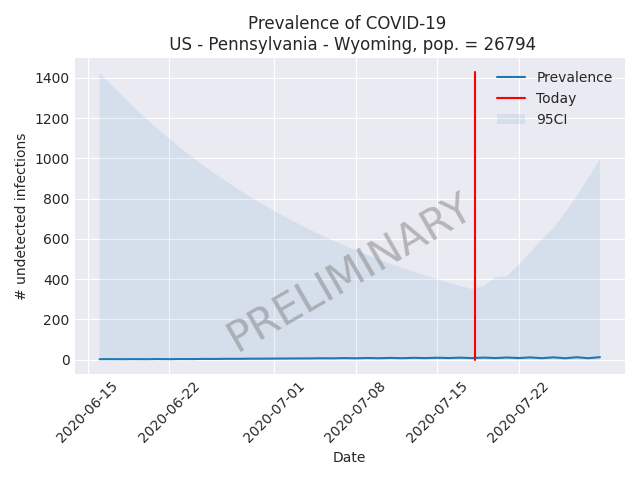 Prevalence of COVID-19
US - Pennsylvania - Wyoming, pop. = 26794
# undetected infections
1400
1200
1000
800
600
400
200
0
Prevalence
Today
95CI
PRELIMINARY
2020-06-15
2020-06-22
2020-07-01
2020-07-08
2020-07-15
2020-07-22
Date